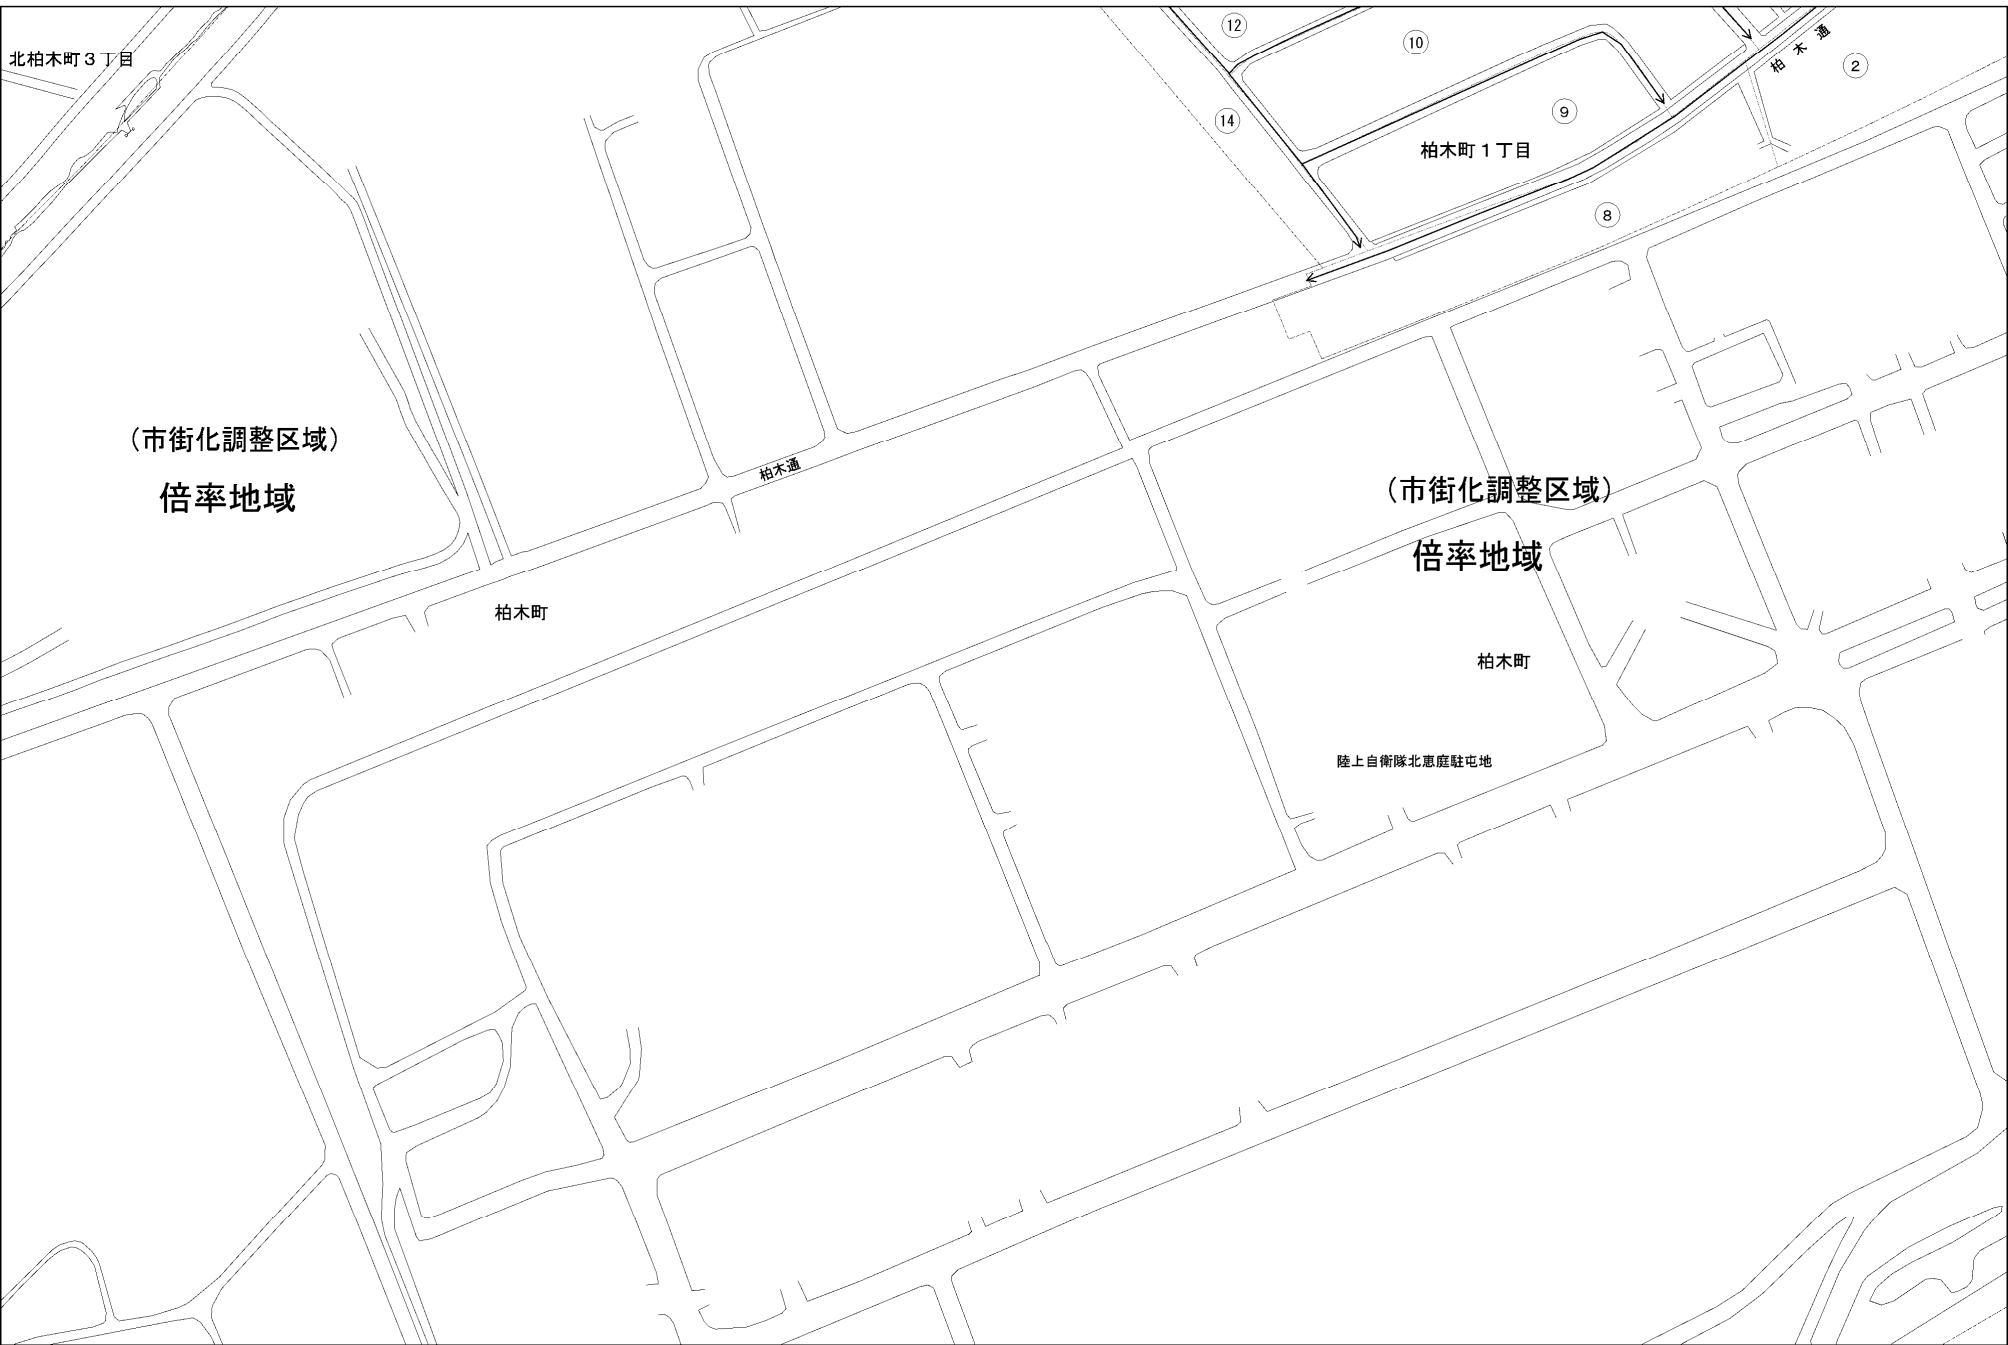 北柏木町３丁目
⑫
⑩
柏木通
②
⑭
⑨
柏木町１丁目
⑧
（市街化調整区域）
倍率地域
柏木通
（市街化調整区域）
倍率地域
柏木町
柏木町
陸上自衛隊北恵庭駐屯地